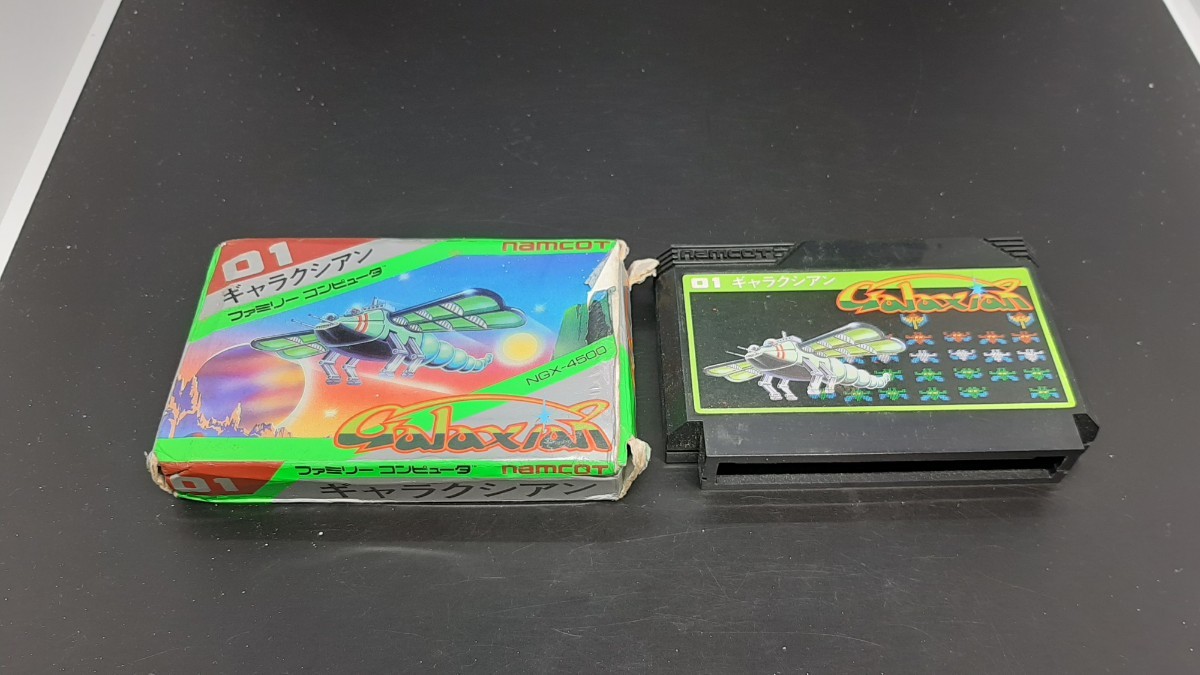 01
namcot
ギャラクシアン
ファミリー コンピュータ
NGX-4500
Galaxian
01
ファミリー コンピュータ
namcot
ギャラクシアン
namcot
01 ギャラクシアン
Galaxian